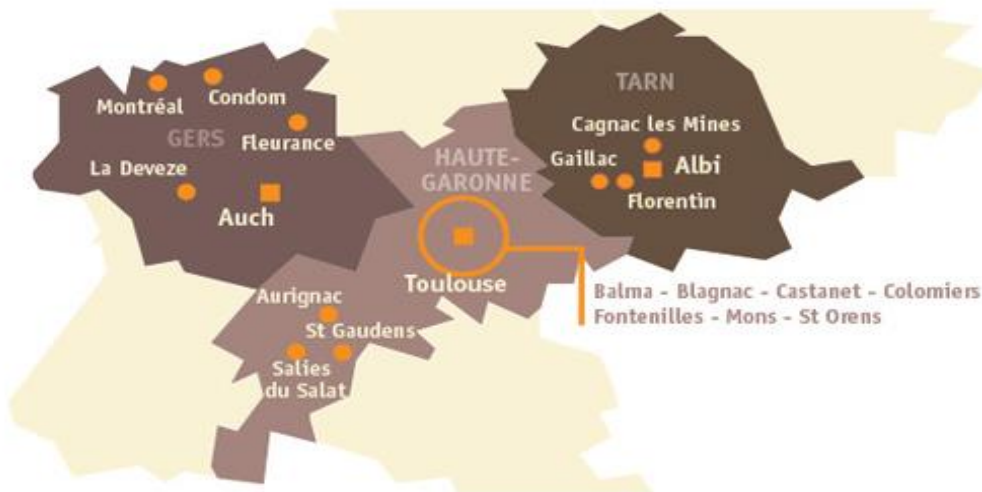 TARN
Montréal
Condom
Cagnac les Mines
GERS
Fleurance
HAUTE-
GARONNE
La Deveze
Gaillac
Albi
Florentin
Auch
Toulouse
Balma - Blagnac - Castanet - Colomiers
Fontenilles - Mons - St Orens
Aurignac
St Gaudens
Salies
du Salat